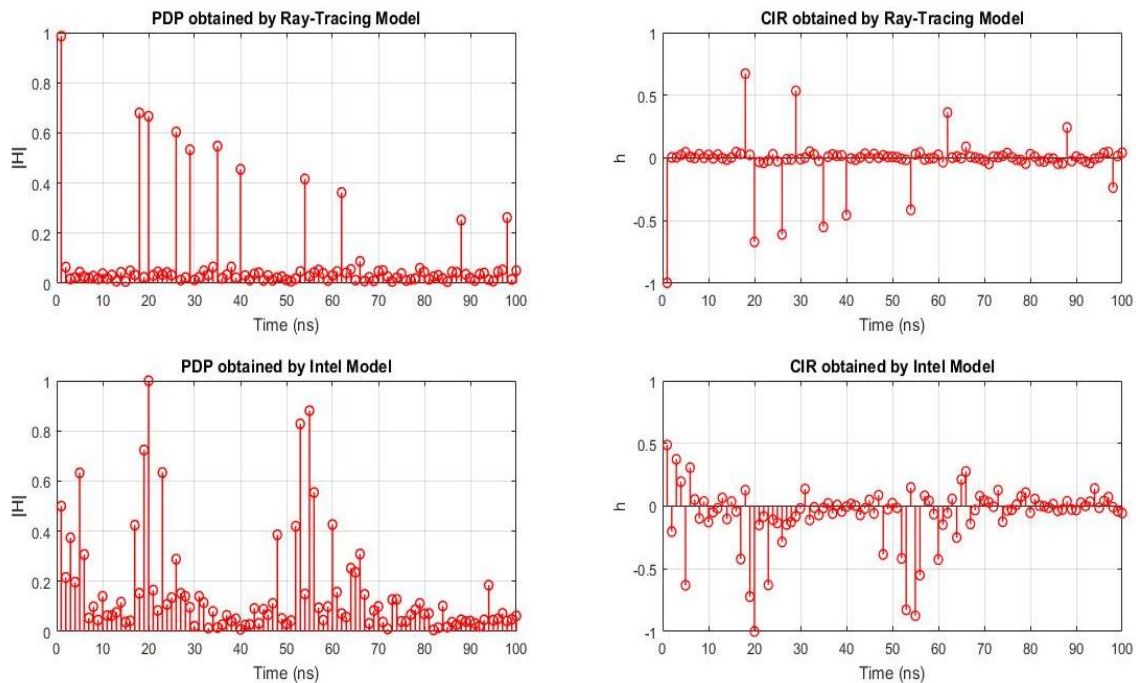 PDP obtained by Ray-Tracing Model
1
0.8
0.6
0.4
0.2
0
|H|
0 10 20 30 40 50 60 70 80 90 100
Time (ns)
CIR obtained by Ray-Tracing Model
1
0.5
0
-0.5
-1
h
0 10 20 30 40 50 60 70 80 90 100
Time (ns)
PDP obtained by Intel Model
1
0.8
0.6
0.4
0.2
0
|H|
0 10 20 30 40 50 60 70 80 90 100
Time (ns)
CIR obtained by Intel Model
1
0.5
0
-0.5
-1
h
0 10 20 30 40 50 60 70 80 90 100
Time (ns)